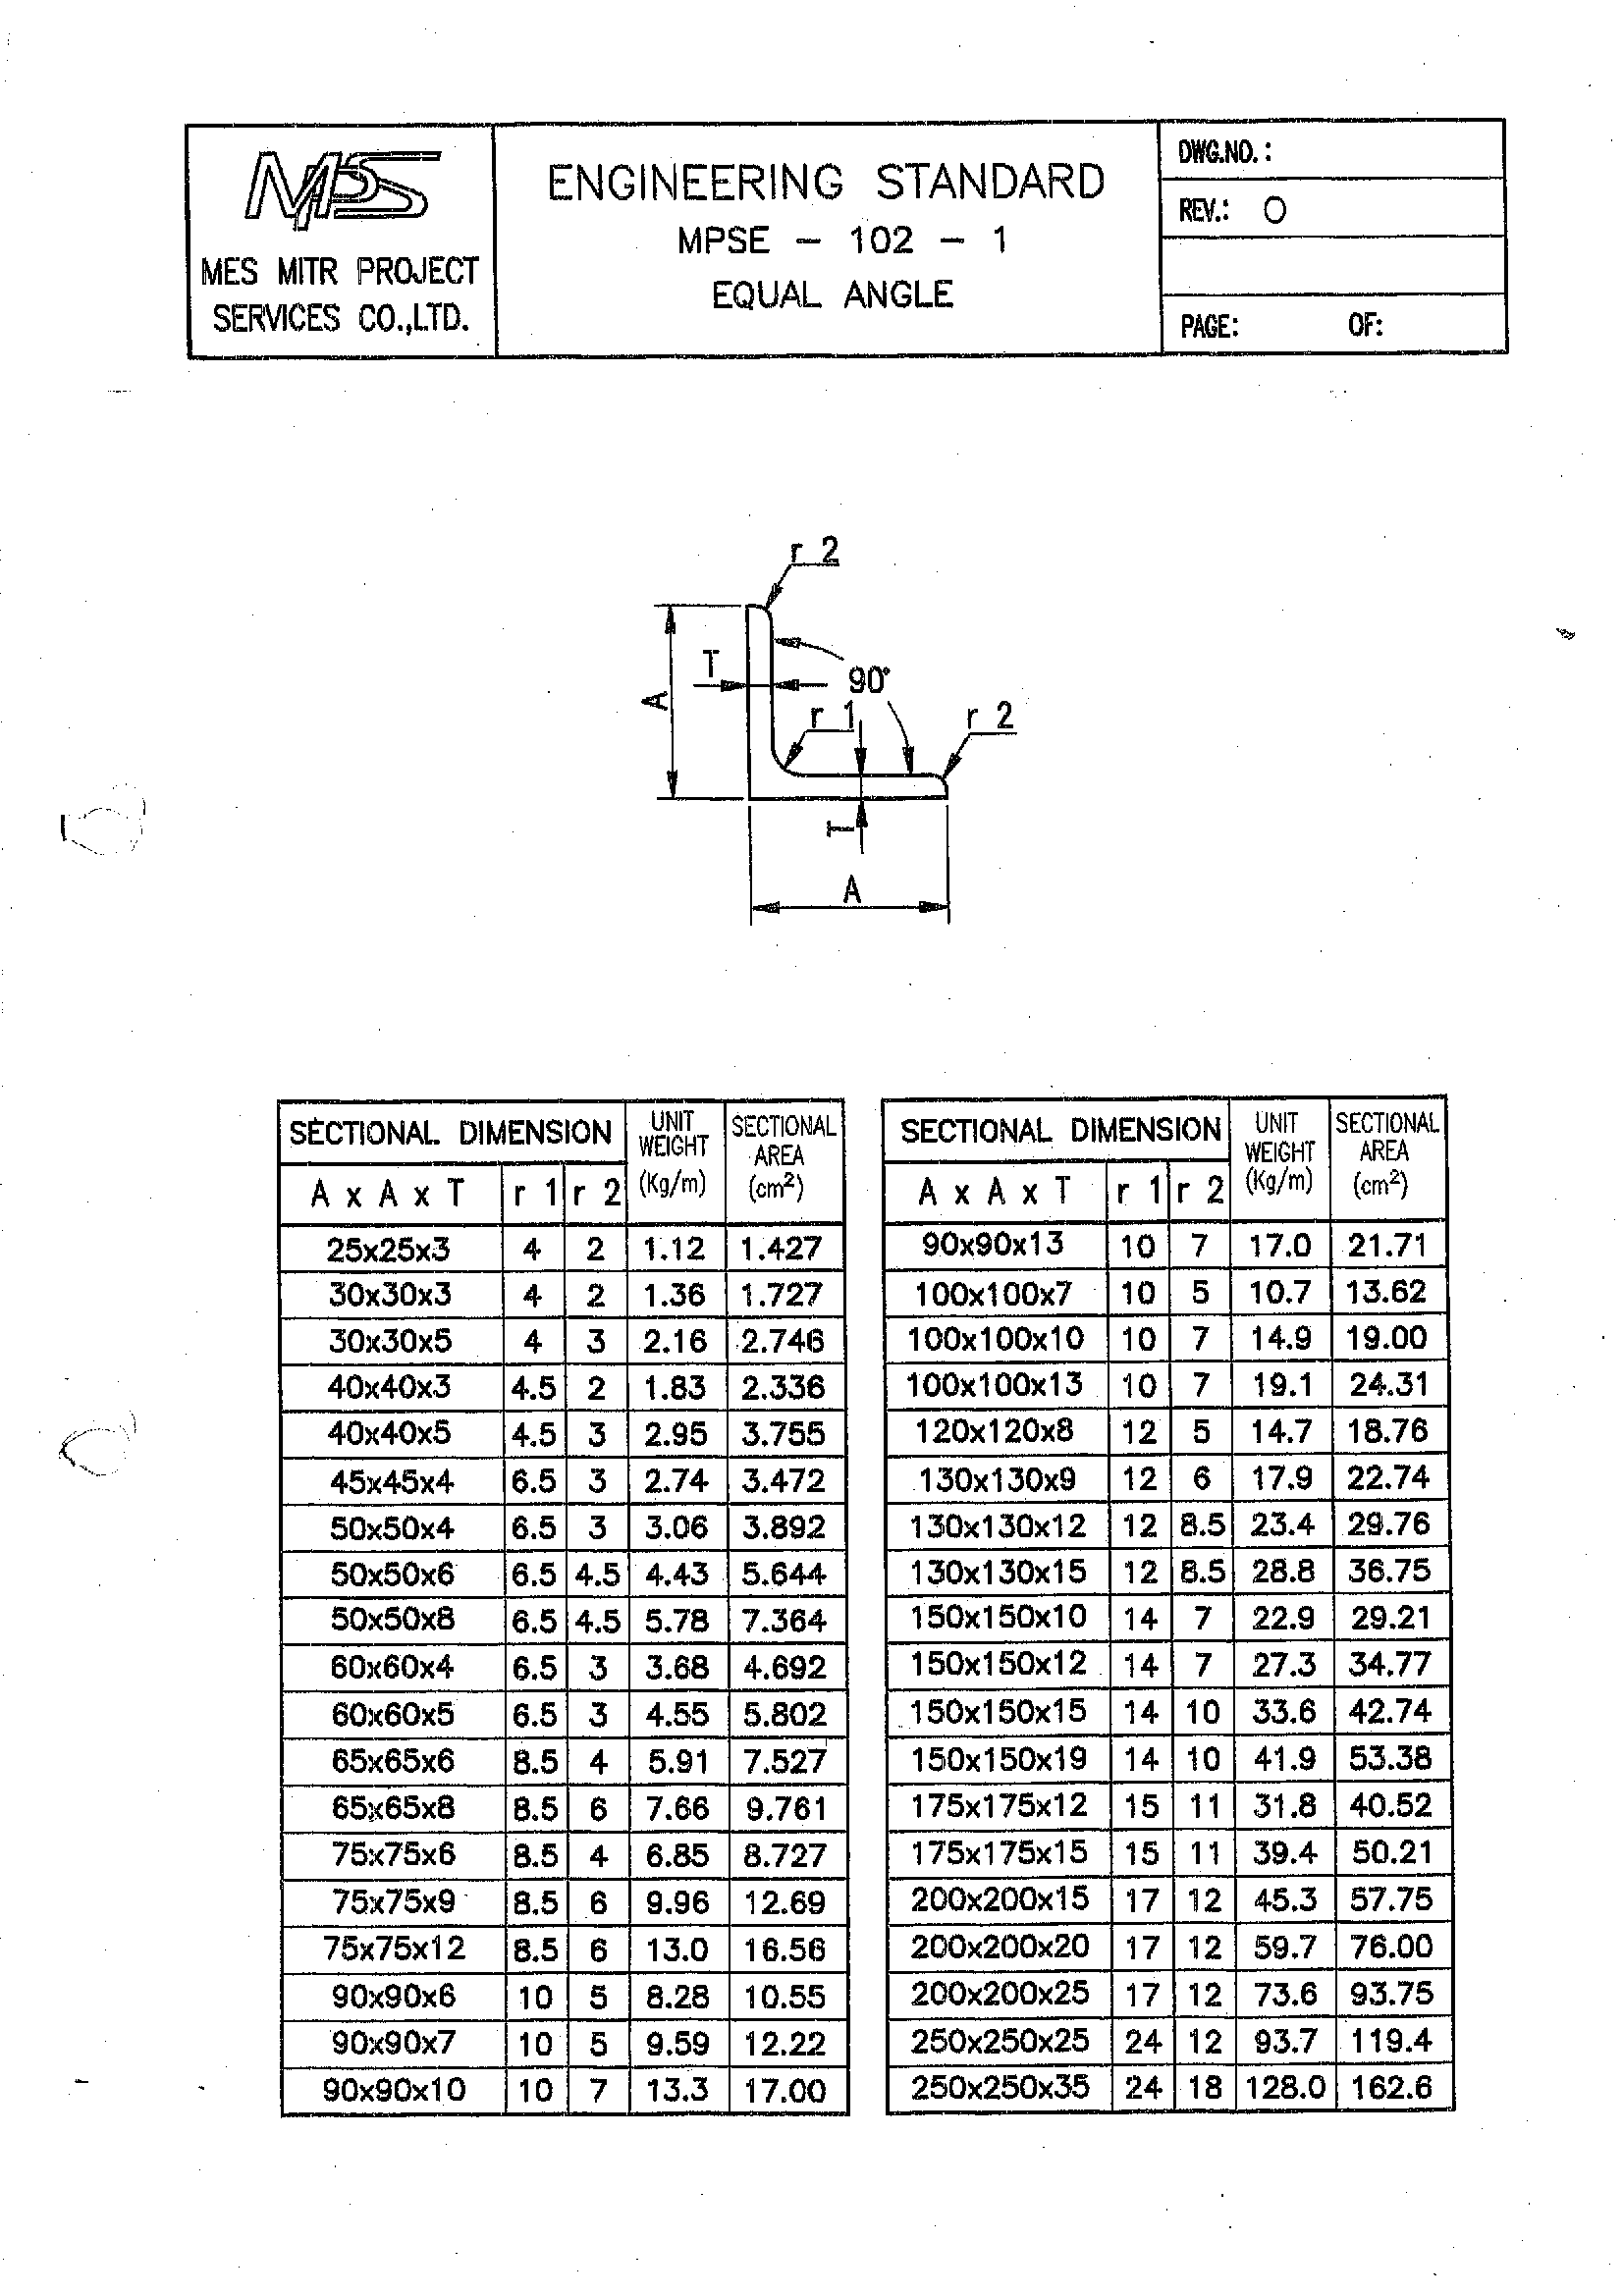 MPS
MES MITR PROJECT
SERVICES CO.,LTD.
ENGINEERING STANDARD
MPSE - 102 - 1
EQUAL ANGLE
DWG.NO. :
REV.: 0
PAGE: OF:
r 2
T
90°
A
r 1
r 2
T
A
SECTIONAL DIMENSION UNIT WEIGHT (Kg/m) SECTIONAL AREA (cm²)
A x A x T r 1 r 2
25x25x3 4 2 1.12 1.427
30x30x3 4 2 1.36 1.727
30x30x5 4 3 2.16 2.746
40x40x3 4.5 2 1.83 2.336
40x40x5 4.5 3 2.95 3.755
45x45x4 6.5 3 2.74 3.472
50x50x4 6.5 3 3.06 3.892
50x50x6 6.5 4.5 4.43 5.644
50x50x8 6.5 4.5 5.78 7.364
60x60x4 6.5 3 3.68 4.692
60x60x5 6.5 3 4.55 5.802
65x65x6 8.5 4 5.91 7.527
65x65x8 8.5 6 7.66 9.761
75x75x6 8.5 4 6.85 8.727
75x75x9 8.5 6 9.96 12.69
75x75x12 8.5 6 13.0 16.56
90x90x6 10 5 8.28 10.55
90x90x7 10 5 9.59 12.22
90x90x10 10 7 13.3 17.00
SECTIONAL DIMENSION UNIT WEIGHT (Kg/m) SECTIONAL AREA (cm²)
A x A x T r 1 r 2
90x90x13 10 7 17.0 21.71
100x100x7 10 5 10.7 13.62
100x100x10 10 7 14.9 19.00
100x100x13 10 7 19.1 24.31
120x120x8 12 5 14.7 18.76
130x130x9 12 6 17.9 22.74
130x130x12 12 8.5 23.4 29.76
130x130x15 12 8.5 28.8 36.75
150x150x10 14 7 22.9 29.21
150x150x12 14 7 27.3 34.77
150x150x15 14 10 33.6 42.74
150x150x19 14 10 41.9 53.38
175x175x12 15 11 31.8 40.52
175x175x15 15 11 39.4 50.21
200x200x15 17 12 45.3 57.75
200x200x20 17 12 59.7 76.00
200x200x25 17 12 73.6 93.75
250x250x25 24 12 93.7 119.4
250x250x35 24 18 128.0 162.6